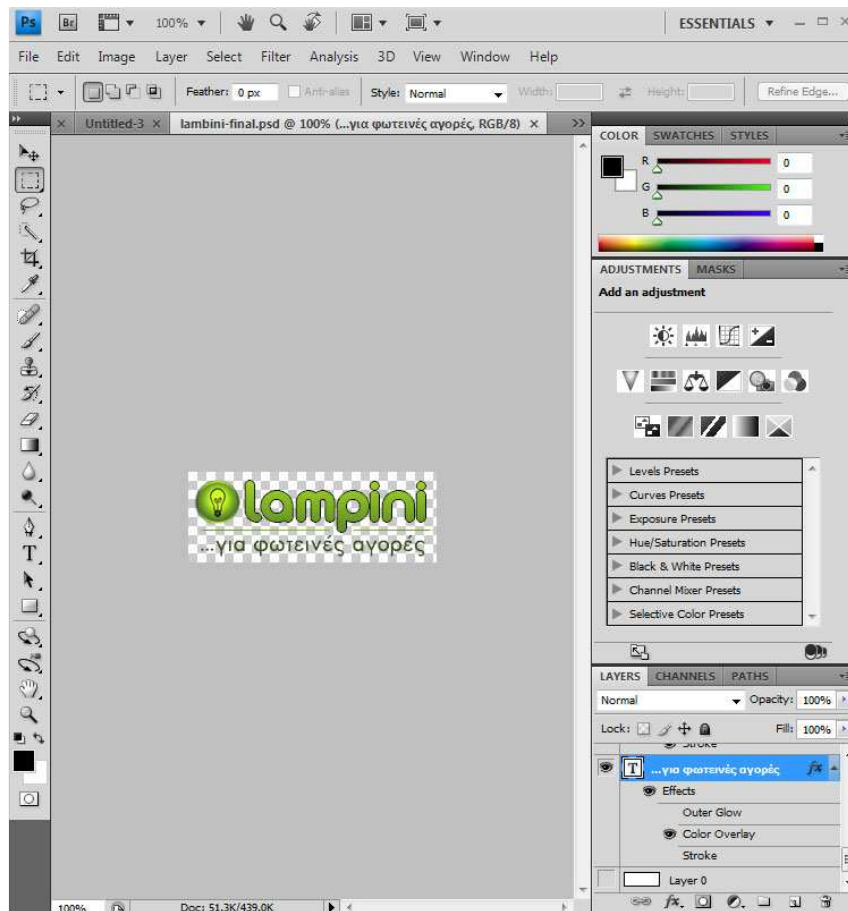 Ps Br 100% ESSENTIALS
File Edit Image Layer Select Filter Analysis 3D View Window Help
Feather: 0 px Anti-alias Style: Normal Width: Height: Refine Edge...
Untitled-3 × lambini-final.psd @ 100% (...για φωτεινές αγορές, RGB/8) ×
COLOR SWATCHES STYLES
R 0
G 0
B 0
ADJUSTMENTS MASKS
Add an adjustment
Levels Presets
Curves Presets
Exposure Presets
Hue/Saturation Presets
Black & White Presets
Channel Mixer Presets
Selective Color Presets
lampini
...για φωτεινές αγορές
LAYERS CHANNELS PATHS
Normal Opacity: 100%
Lock: Fill: 100%
Stroke
T ...για φωτεινές αγορές fx
Effects
Outer Glow
Color Overlay
Stroke
Layer 0
100% Doc: 51.3K/439.0K